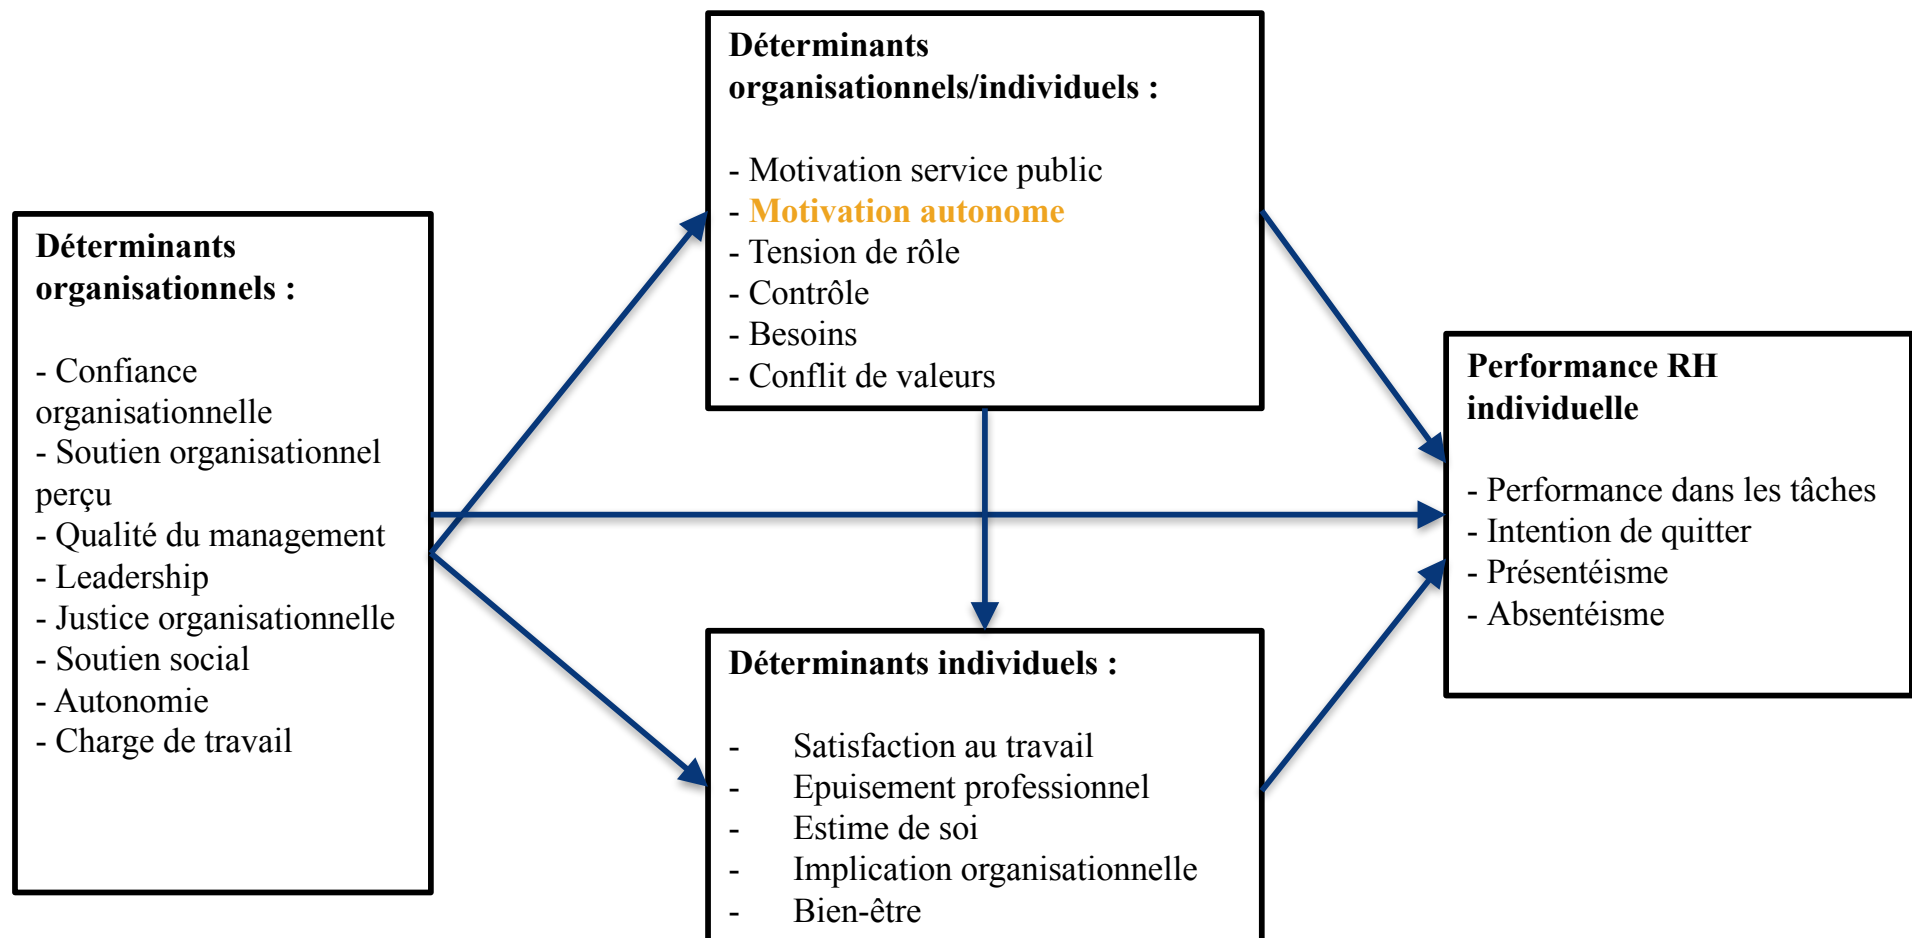 Déterminants
organisationnels/individuels :
- Motivation service public
- Motivation autonome
- Tension de rôle
- Contrôle
- Besoins
- Conflit de valeurs
Déterminants
organisationnels :
- Confiance
organisationnelle
- Soutien organisationnel
perçu
- Qualité du management
- Leadership
- Justice organisationnelle
- Soutien social
- Autonomie
- Charge de travail
Performance RH
individuelle
- Performance dans les tâches
- Intention de quitter
- Présentéisme
- Absentéisme
Déterminants individuels :
- Satisfaction au travail
- Epuisement professionnel
- Estime de soi
- Implication organisationnelle
- Bien-être